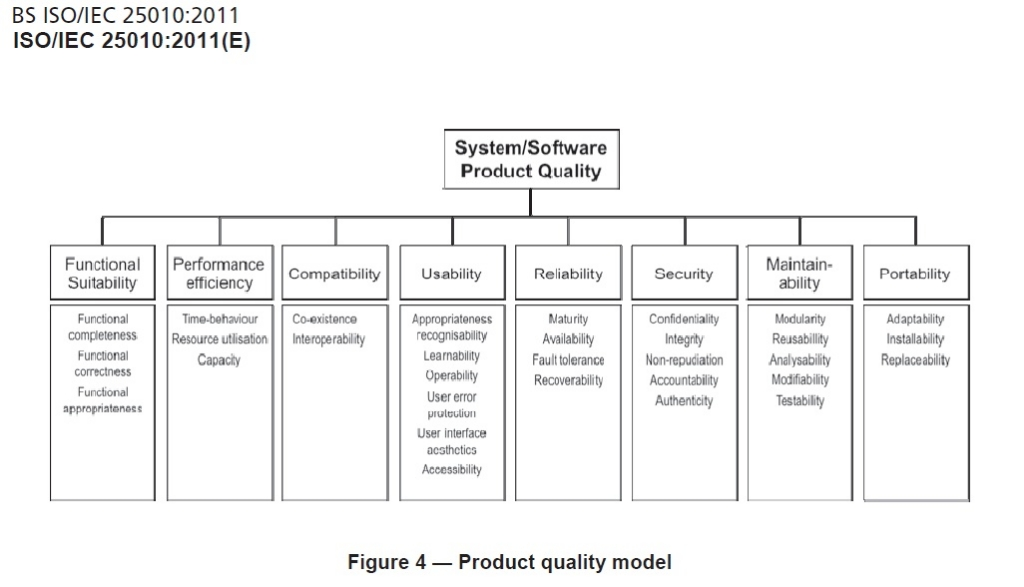 BS ISO/IEC 25010:2011
ISO/IEC 25010:2011(E)
System/Software
Product Quality
Functional
Suitability
Performance
efficiency
Compatibility
Usability
Reliability
Security
Maintain-
ability
Portability
Functional
completeness
Functional
correctness
Functional
appropriateness
Time-behaviour
Resource utilisation
Capacity
Co-existence
Interoperability
Appropriateness
recognisability
Learnability
Operability
User error
protection
User interface
aesthetics
Accessibility
Maturity
Availability
Fault tolerance
Recoverability
Confidentiality
Integrity
Non-repudiation
Accountability
Authenticity
Modularity
Reusability
Analysability
Modifiability
Testability
Adaptability
Installability
Replaceability
Figure 4 — Product quality model